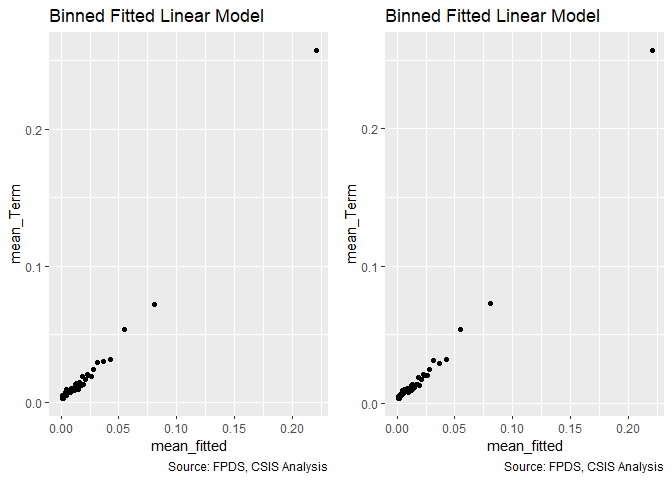 Binned Fitted Linear Model
mean_Term
0.2
0.1
0.0
0.00 0.05 0.10 0.15 0.20
mean_fitted
Source: FPDS, CSIS Analysis
Binned Fitted Linear Model
mean_Term
0.2
0.1
0.0
0.00 0.05 0.10 0.15 0.20
mean_fitted
Source: FPDS, CSIS Analysis